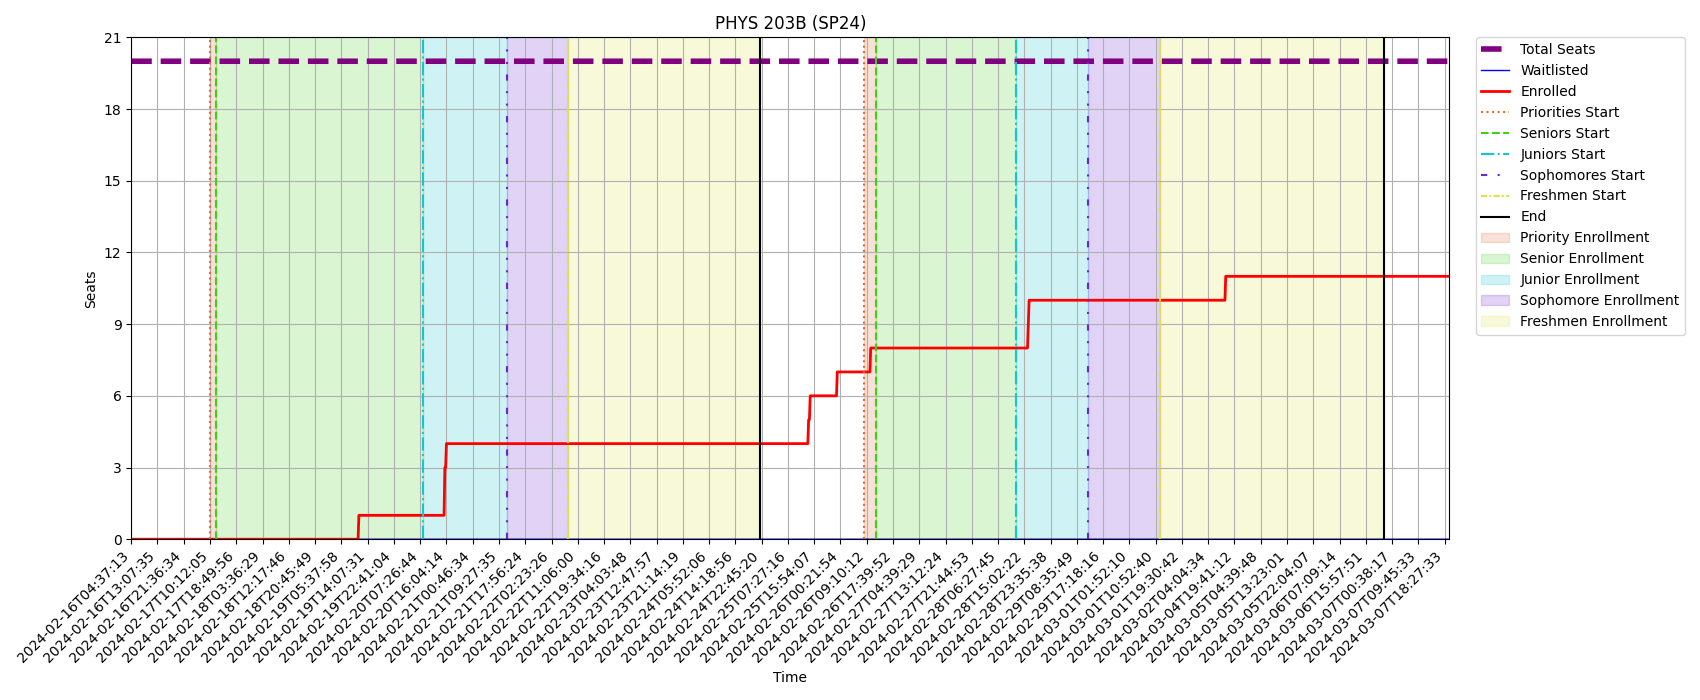 PHYS 203B (SP24)
21
18
15
12
9
6
3
0
Seats
2024-02-16T04:37:13
2024-02-16T13:07:35
2024-02-16T21:36:34
2024-02-17T10:12:05
2024-02-17T18:49:56
2024-02-18T03:36:29
2024-02-18T12:17:46
2024-02-18T20:45:49
2024-02-19T05:37:58
2024-02-19T14:07:31
2024-02-19T22:41:04
2024-02-20T07:26:44
2024-02-20T16:04:14
2024-02-21T00:46:34
2024-02-21T09:27:35
2024-02-21T17:56:24
2024-02-22T02:23:26
2024-02-22T11:06:00
2024-02-22T19:34:16
2024-02-23T04:03:48
2024-02-23T12:47:57
2024-02-23T21:14:19
2024-02-24T05:52:06
2024-02-24T14:18:56
2024-02-24T22:45:20
2024-02-25T07:27:16
2024-02-25T15:54:07
2024-02-26T00:21:54
2024-02-26T09:10:12
2024-02-26T17:39:52
2024-02-27T04:39:29
2024-02-27T13:12:24
2024-02-27T21:44:53
2024-02-28T06:27:45
2024-02-28T15:02:22
2024-02-28T23:35:38
2024-02-29T08:35:49
2024-02-29T17:18:16
2024-03-01T01:52:10
2024-03-01T10:52:40
2024-03-01T19:30:42
2024-03-02T04:04:34
2024-03-04T19:41:12
2024-03-05T04:39:48
2024-03-05T13:23:01
2024-03-05T22:04:07
2024-03-06T07:09:14
2024-03-06T15:57:51
2024-03-07T00:38:17
2024-03-07T09:45:33
2024-03-07T18:27:33
Time
Total Seats
Waitlisted
Enrolled
Priorities Start
Seniors Start
Juniors Start
Sophomores Start
Freshmen Start
End
Priority Enrollment
Senior Enrollment
Junior Enrollment
Sophomore Enrollment
Freshmen Enrollment